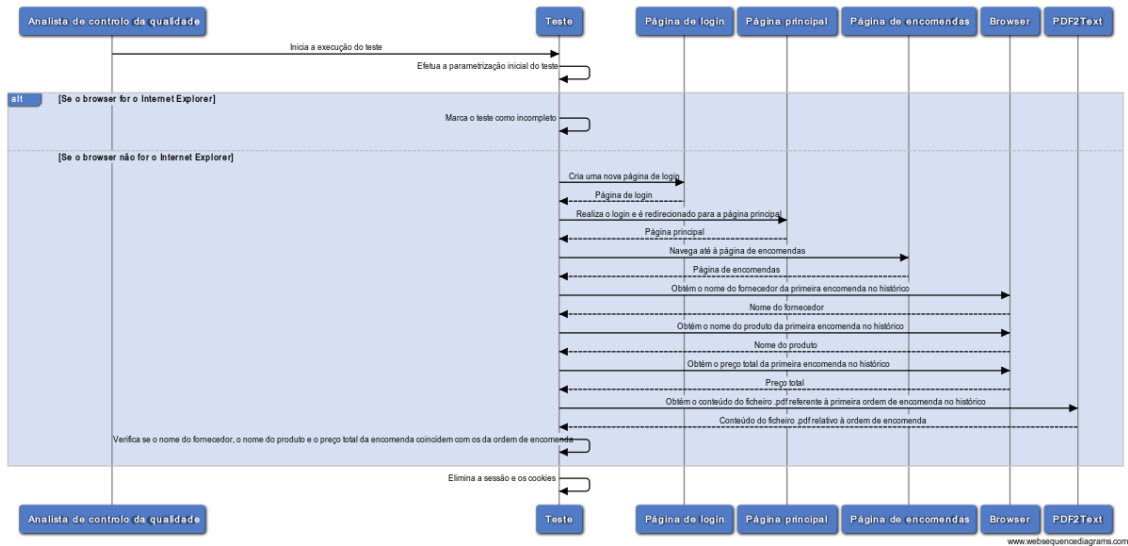 Analista de controlo da qualidade
Teste
Página de login
Página principal
Página de encomendas
Browser
PDF2Text
Inicia a execução do teste
Efetua a parametrização inicial do teste
alt
[Se o browser for o Internet Explorer]
Marca o teste como incompleto
[Se o browser não for o Internet Explorer]
Cria uma nova página de login
Página de login
Realiza o login e é redirecionado para a página principal
Página principal
Navega até à página de encomendas
Página de encomendas
Obtém o nome do fornecedor da primeira encomenda no histórico
Nome do fornecedor
Obtém o nome do produto da primeira encomenda no histórico
Nome do produto
Obtém o preço total da primeira encomenda no histórico
Preço total
Obtém o conteúdo do ficheiro .pdf referente à primeira ordem de encomenda no histórico
Conteúdo do ficheiro .pdf relativo à ordem de encomenda
Verifica se o nome do fornecedor, o nome do produto e o preço total da encomenda coincidem com os da ordem de encomenda
Elimina a sessão e os cookies
Analista de controlo da qualidade
Teste
Página de login
Página principal
Página de encomendas
Browser
PDF2Text
www.websequencediagrams.com